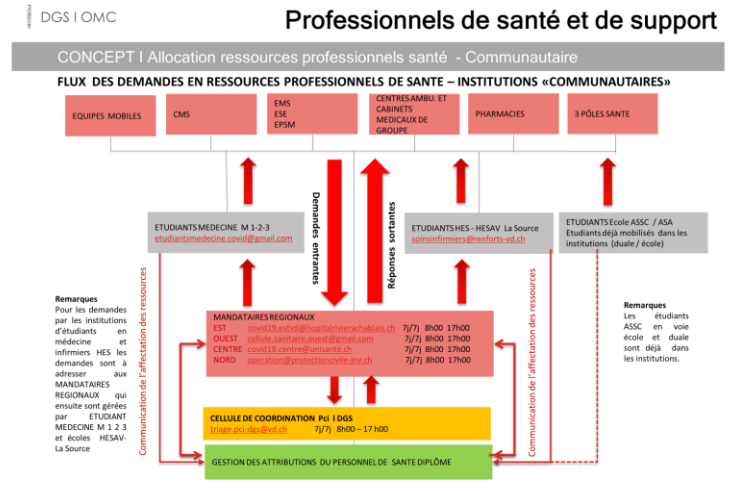 DGS I OMC
Professionnels de santé et de support
CONCEPT I Allocation ressources professionnels santé - Communautaire
FLUX DES DEMANDES EN RESSOURCES PROFESSIONNELS DE SANTE – INSTITUTIONS «COMMUNAUTAIRES»
EQUIPES MOBILES
CMS
EMS
ESE
EPSM
CENTRES AMBU. ET
CABINETS
MEDICAUX DE
GROUPE
PHARMACIES
3 PÔLES SANTE
Demandes entrantes
Réponses sortantes
ETUDIANTS MEDECINE M 1-2-3
etudiantsmedecine.covid@gmail.com
ETUDIANTS HES - HESAV La Source
soinsinfirmiers@renforts-vd.ch
ETUDIANTS Ecole ASSC / ASA
Etudiants déjà mobilisés dans les
institutions (duale / école)
Communication de l'affectation des ressources
Communication de l'affectation des ressources
Remarques
Pour les demandes
par les institutions
d'étudiants en
médecine et
infirmiers HES les
demandes sont à
adresser aux
MANDATAIRES
REGIONAUX qui
ensuite sont gérées
par ETUDIANT
MEDECINE M 1 2 3
et écoles HESAV-
La Source
MANDATAIRES REGIONAUX
EST covid19.estvd@hopitalrivierachablais.ch 7j/7j 8h00 17h00
OUEST cellule.sanitaire.ouest@gmail.com 7j/7j 8h00 17h00
CENTRE covid19.centre@unisanté.ch 7j/7j 8h00 17h00
NORD operation@protectioncivile-jnv.ch 7j/7j 8h00 17h00
Remarques
Les étudiants
ASSC en voie
école et duale
sont déjà dans
les institutions.
CELLULE DE COORDINATION Pci I DGS
triage.pci-dgs@vd.ch 7j/7j 8h00 – 17 h00
GESTION DES ATTRIBUTIONS DU PERSONNEL DE SANTE DIPLÔME